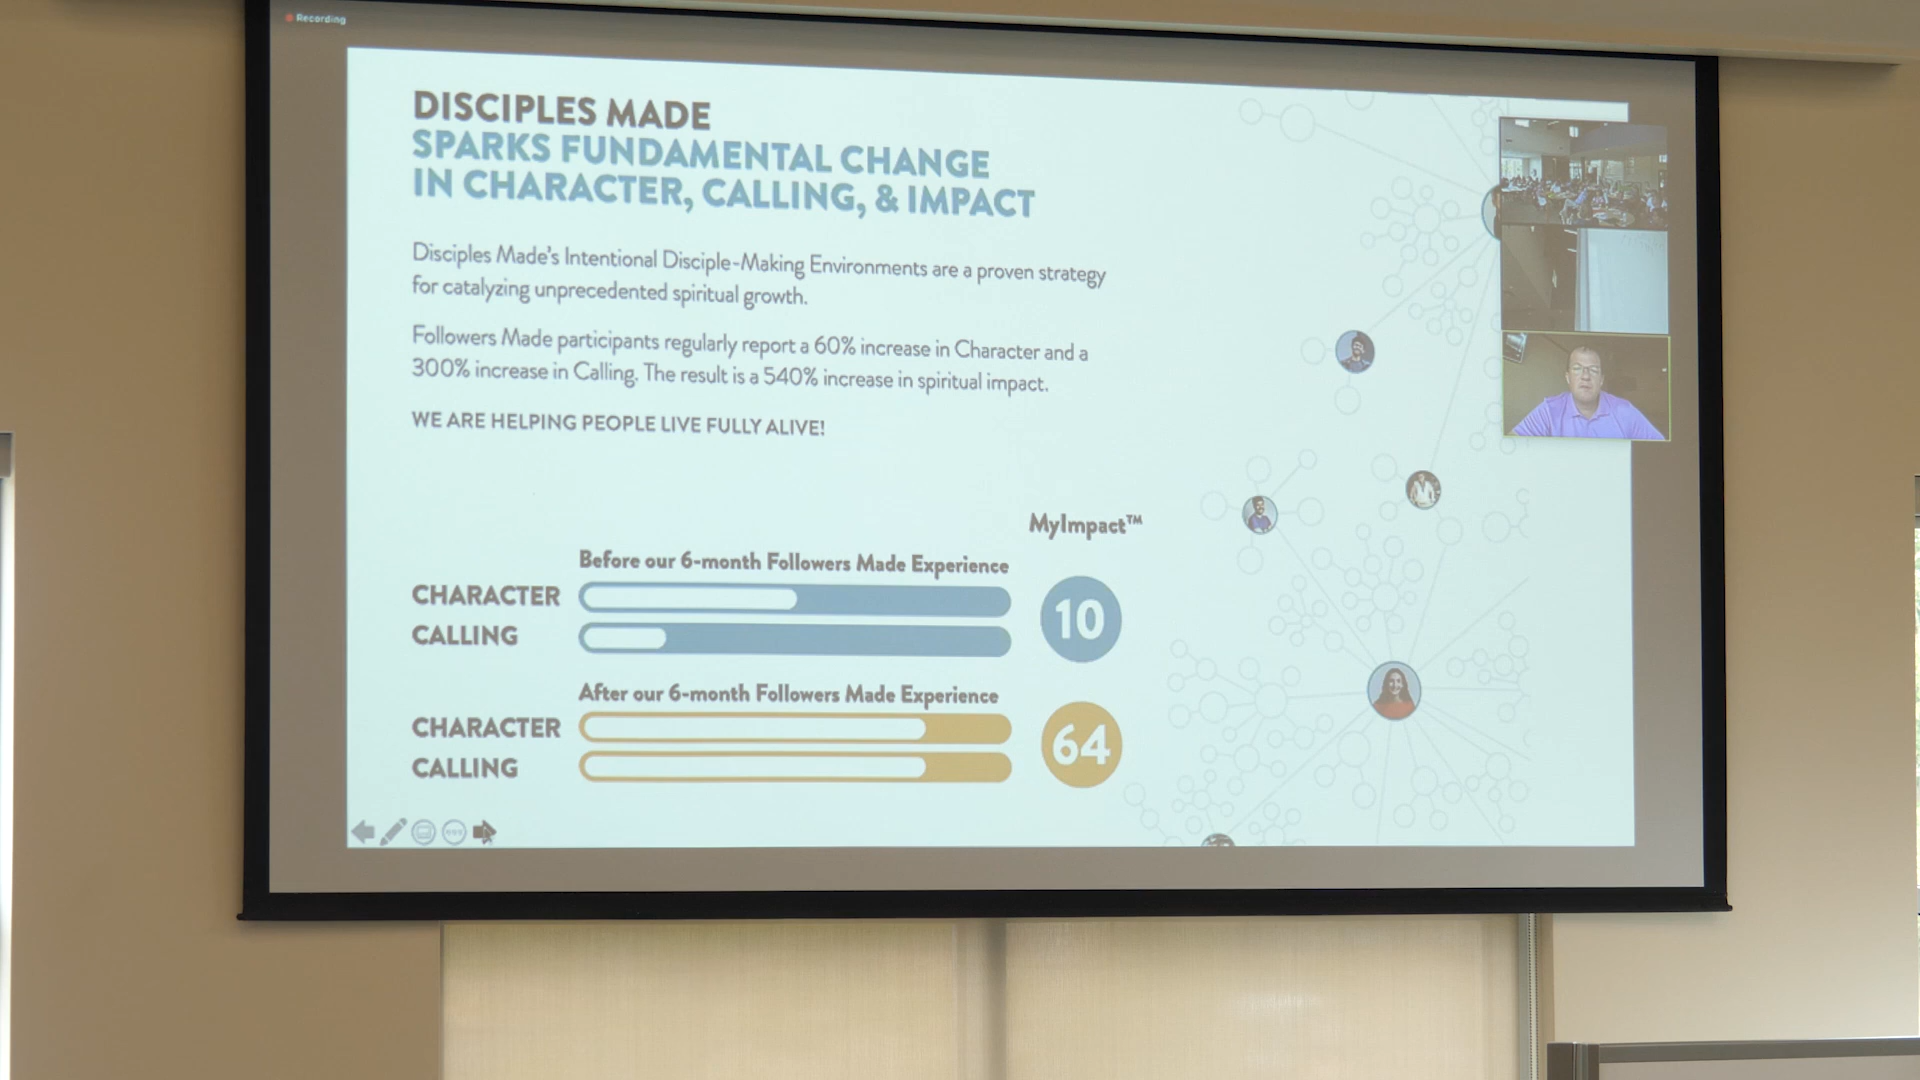 Recording
DISCIPLES MADE
SPARKS FUNDAMENTAL CHANGE
IN CHARACTER, CALLING, & IMPACT
Disciples Made's Intentional Disciple-Making Environments are a proven strategy
for catalyzing unprecedented spiritual growth.
Followers Made participants regularly report a 60% increase in Character and a
300% increase in Calling. The result is a 540% increase in spiritual impact.
WE ARE HELPING PEOPLE LIVE FULLY ALIVE!
MyImpact™
Before our 6-month Followers Made Experience
CHARACTER
CALLING
10
After our 6-month Followers Made Experience
CHARACTER
CALLING
64